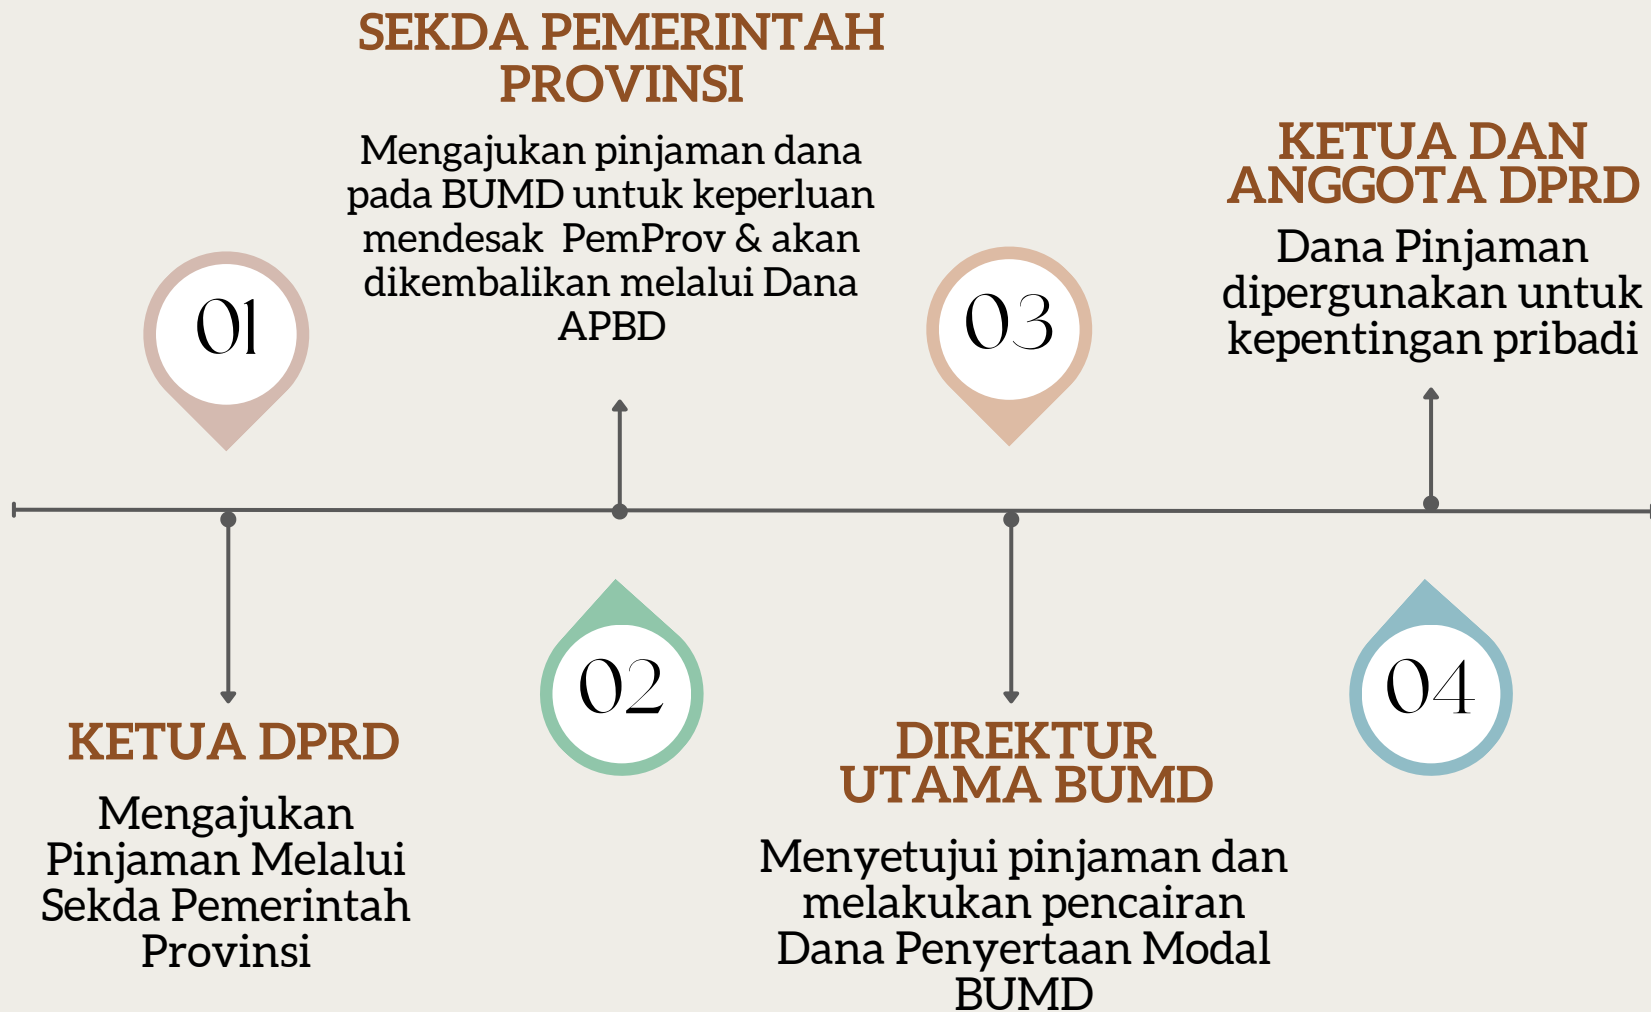 01
KETUA DPRD
Mengajukan
Pinjaman Melalui
Sekda Pemerintah
Provinsi
SEKDA PEMERINTAH
PROVINSI
Mengajukan pinjaman dana
pada BUMD untuk keperluan
mendesak  PemProv & akan
dikembalikan melalui Dana
APBD
02
03
DIREKTUR
UTAMA BUMD
Menyetujui pinjaman dan
melakukan pencairan
Dana Penyertaan Modal
BUMD
KETUA DAN
ANGGOTA DPRD
Dana Pinjaman
dipergunakan untuk
kepentingan pribadi
04